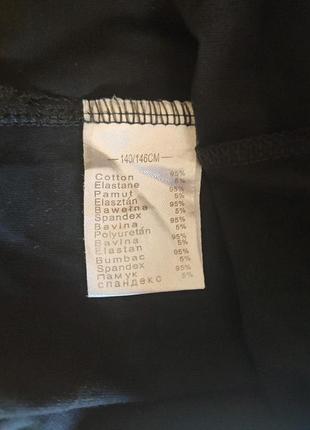 140/146CM
Cotton 95%
Elastane 5%
Pamut 95%
Elasztán 5%
Bawełna 95%
Spandex 5%
Bavlna 95%
Polyuretán 5%
Bavlna 95%
Elastan 5%
Bumbac 95%
Spandex 5%
Памук 95%
спандекс 5%